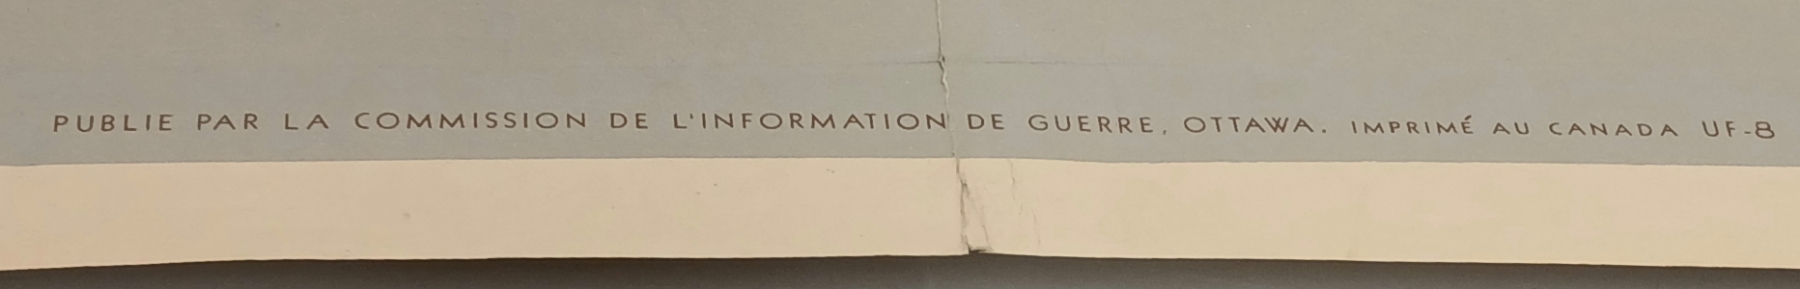 PUBLIE PAR LA COMMISSION DE L'INFORMATION DE GUERRE, OTTAWA. IMPRIMÉ AU CANADA UF-8